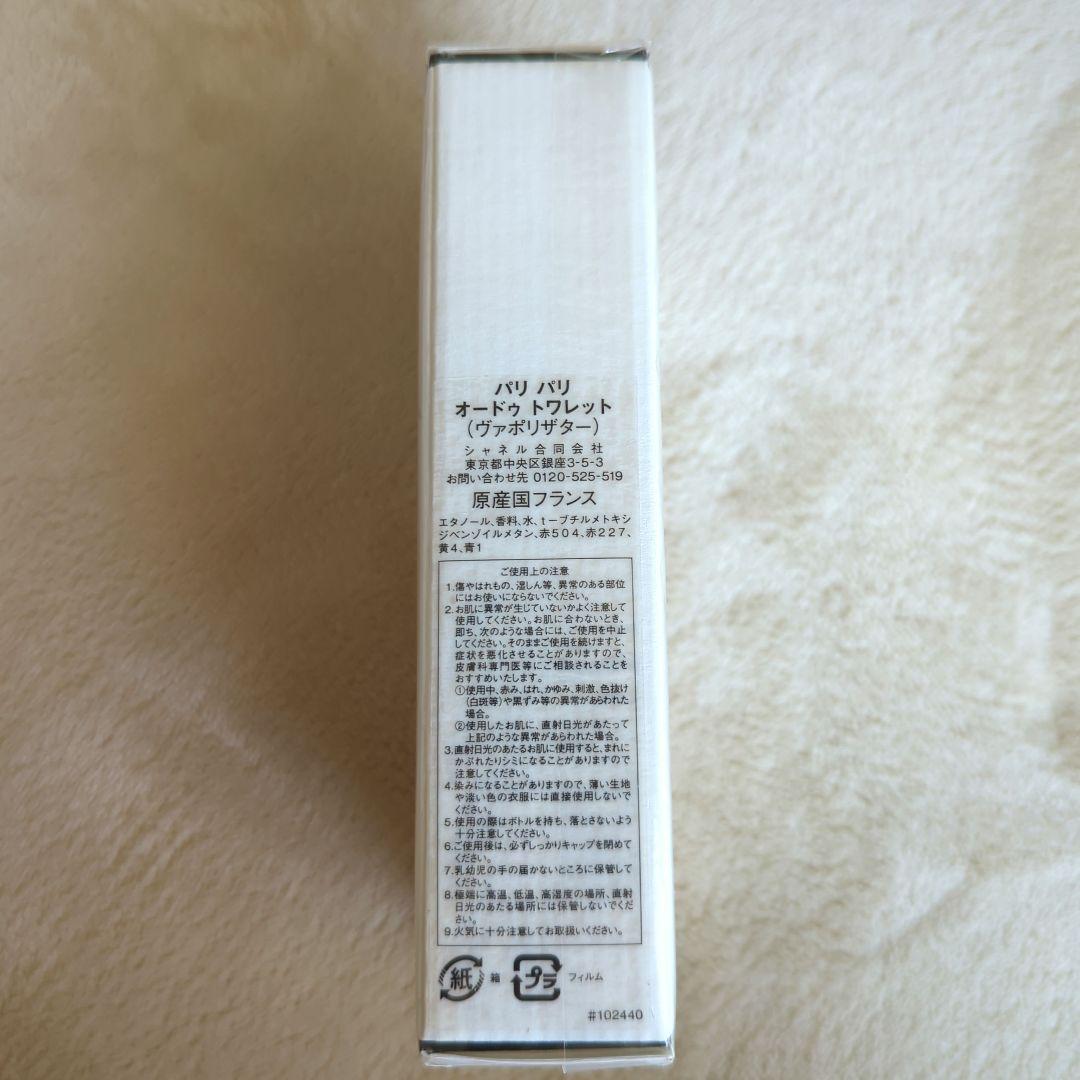 パリ パリ
オードゥ トワレット
(ヴァポリザター)
シャネル合同会社
東京都中央区銀座3-5-3
お問い合わせ先 0120-525-519
原産国フランス
エタノール、香料、水、t-ブチルメトキシ
ジベンゾイルメタン、赤504、赤227、
黄4、青1
ご使用上の注意
1.傷やはれもの、湿しん等、異常のある部位
にはお使いにならないでください。
2.お肌に異常が生じていないかよく注意して
使用してください。お肌に合わないとき、
即ち、次のような場合には、ご使用を中止
してください。そのままご使用を続けますと、
症状を悪化させることがありますので、
皮膚科専門医等にご相談されることを
おすすめいたします。
①使用中、赤み、はれ、かゆみ、刺激、色抜け
(白斑等)や黒ずみ等の異常があらわれた
場合。
②使用したお肌に、直射日光があたって
上記のような異常があらわれた場合。
3.直射日光のあたるお肌に使用すると、まれに
かぶれたりシミになることがありますので
注意してください。
4.染みになることがありますので、薄い生地
や淡い色の衣服には直接使用しないで
ください。
5.使用の際はボトルを持ち、落とさないよう
十分注意してください。
6.ご使用後は、必ずしっかりキャップを閉めて
ください。
7.乳幼児の手の届かないところに保管して
ください。
8.極端に高温、低温、高湿度の場所、直射
日光のあたる場所には保管しないでくだ
さい。
9.火気に十分注意してお取扱いください。
紙 箱 プラ フィルム
#102440